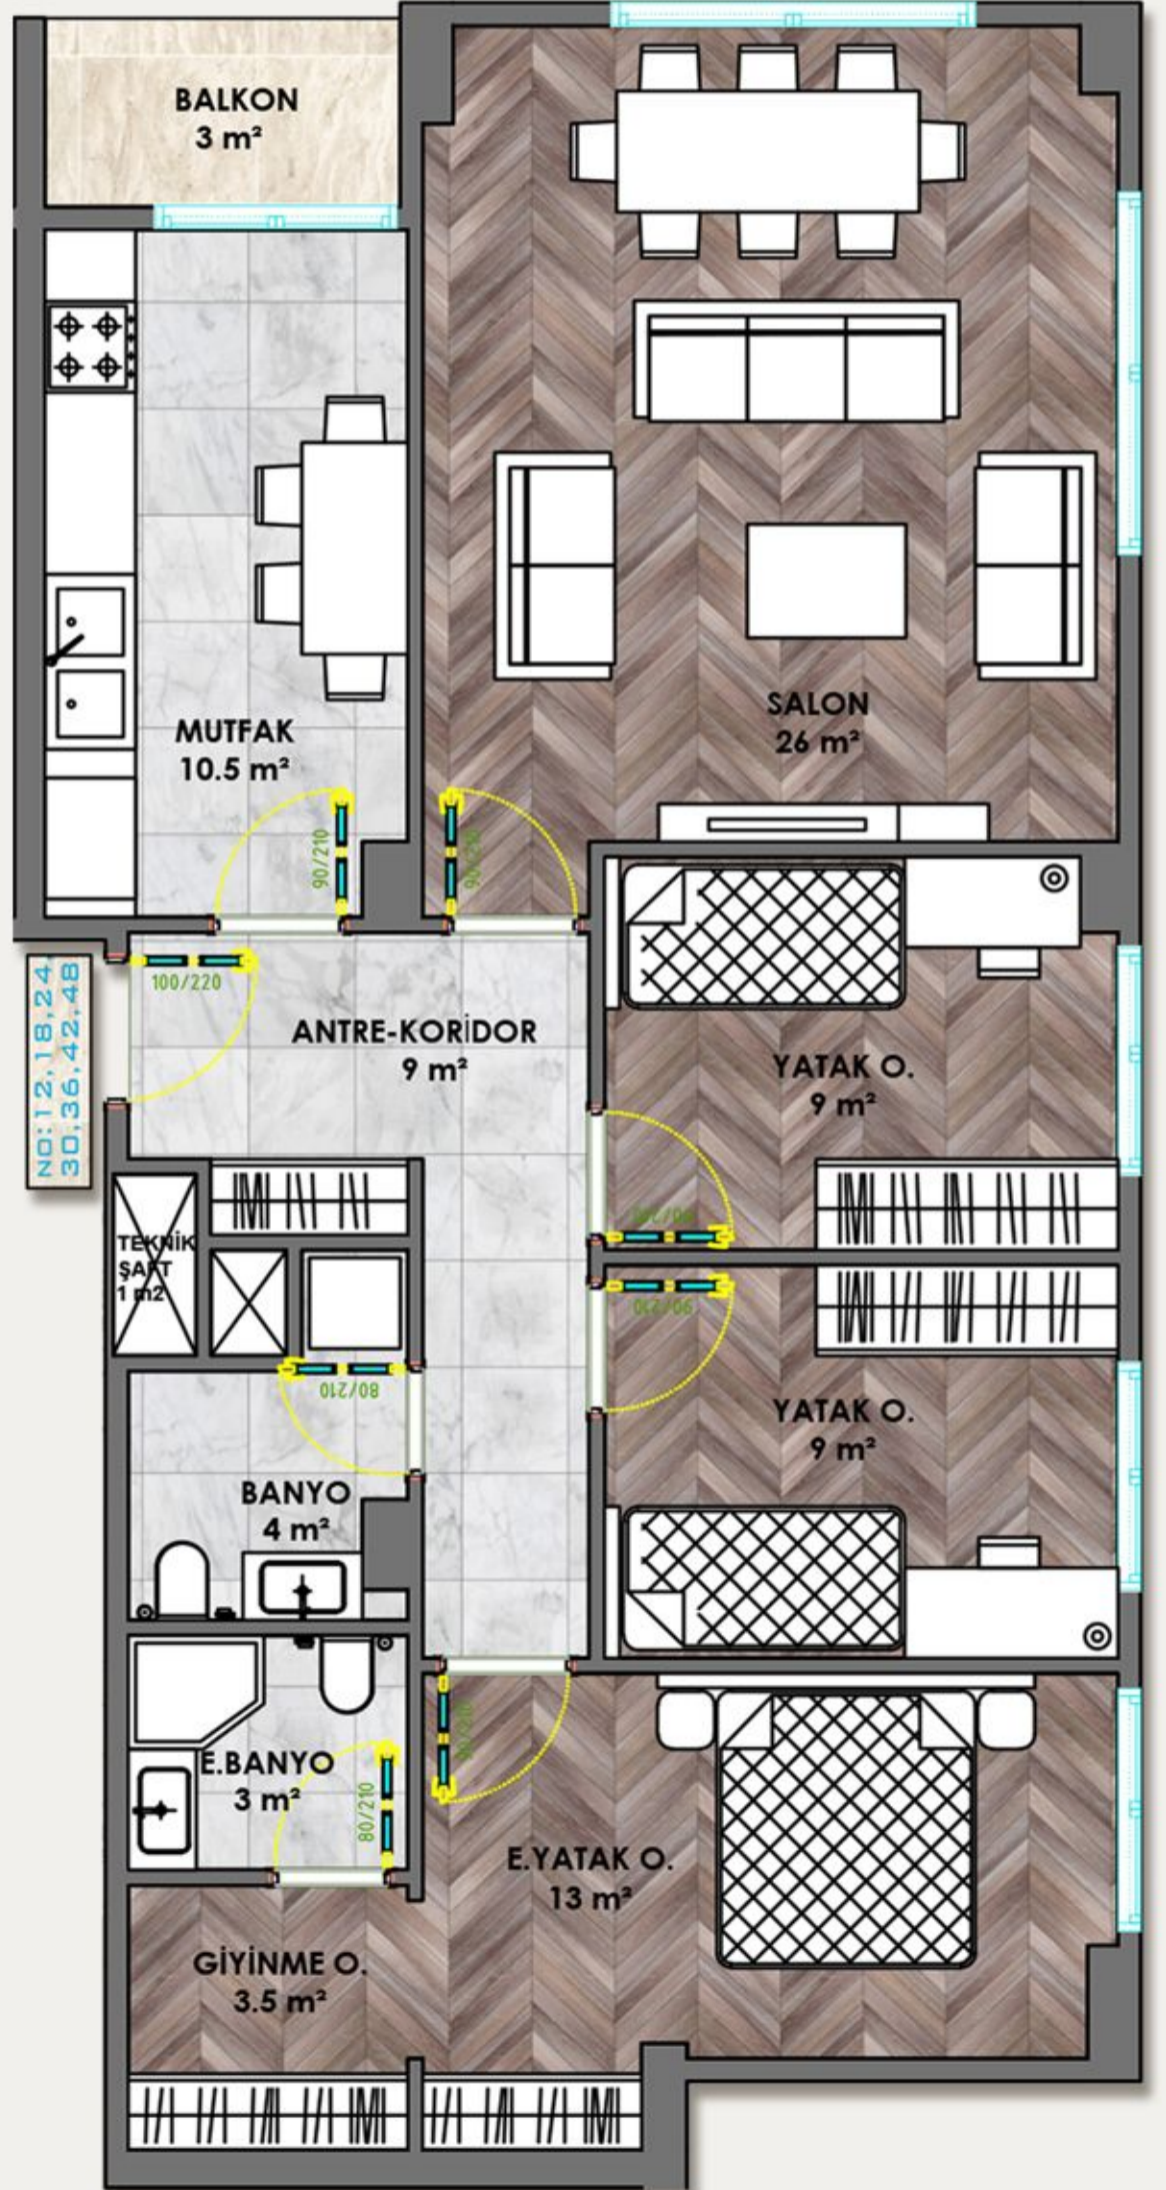 BALKON
3 m²
MUTFAK
10.5 m²
SALON
26 m²
90/210
100/220
NO: 12,18,24,
30,36,42,48
ANTRE-KORİDOR
9 m²
YATAK O.
9 m²
TEKNİK
ŞAFT
1 m2
90/210
80/210
YATAK O.
9 m²
BANYO
4 m²
E.BANYO
3 m²
80/210
E.YATAK O.
13 m²
GİYİNME O.
3.5 m²